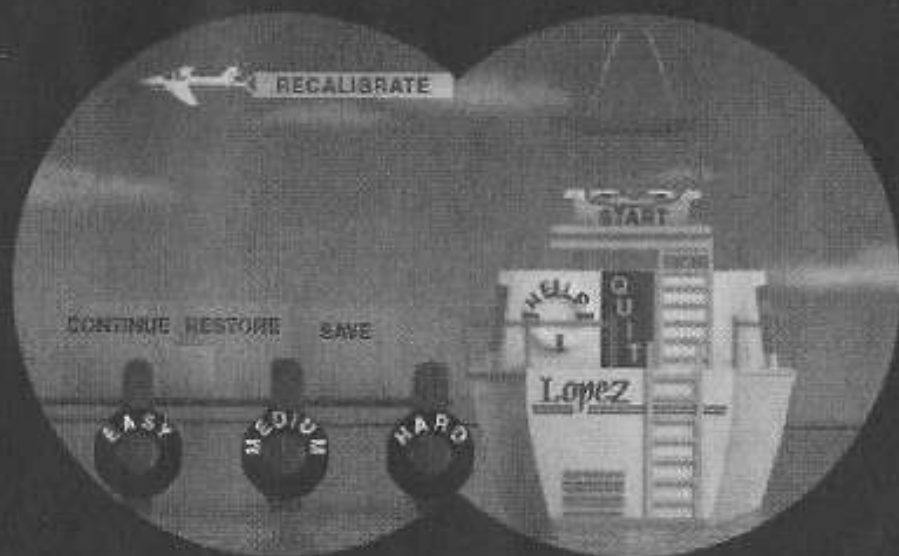 RECALIBRATE
START
HELP
QUIT
CONTINUE RESTORE SAVE
Lopez
EASY MEDIUM HARD